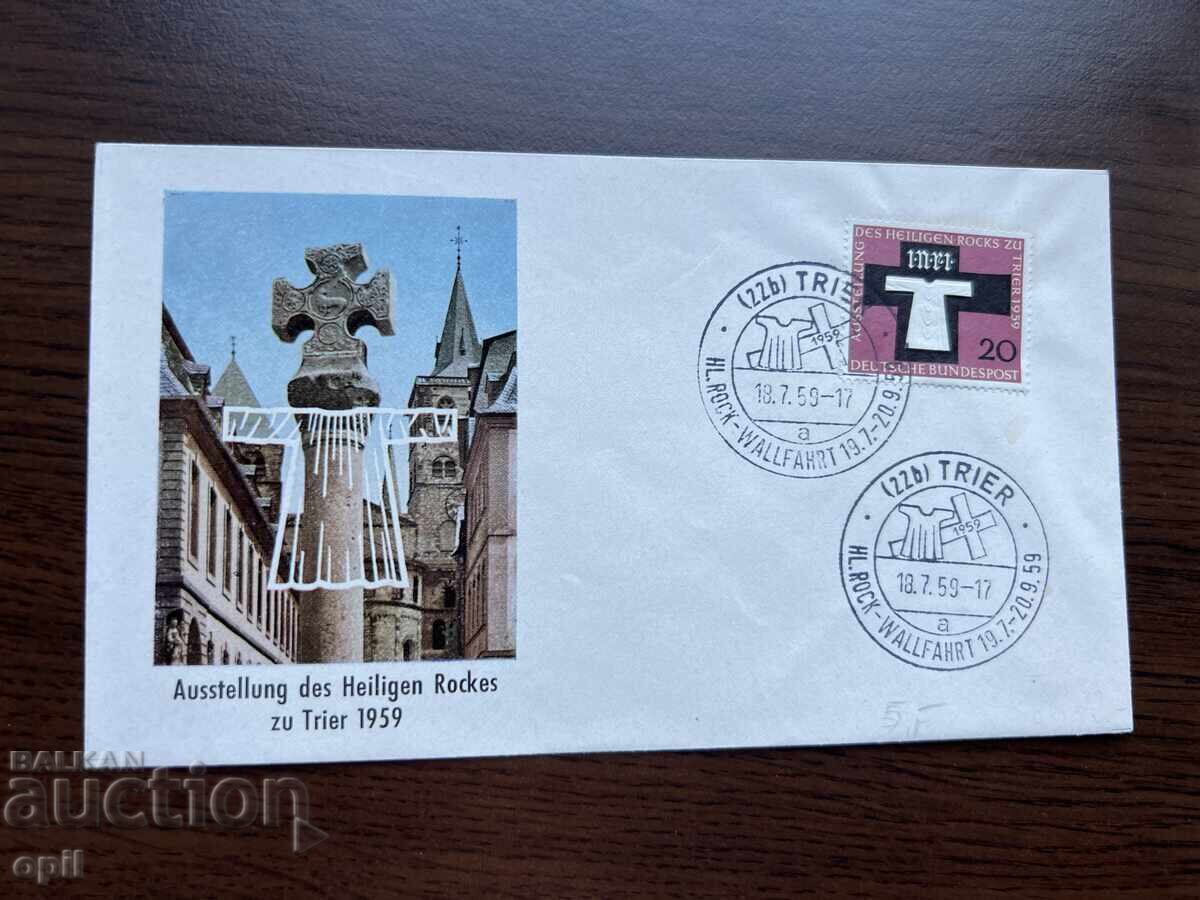 AUSSTELLUNG DES HEILIGEN ROCKS ZU TRIER 1959
I·N·R·I·
20
DEUTSCHE BUNDESPOST
(22b) TRIER
1959
18.7.59-17
a
HL. ROCK-WALLFAHRT 19.7.-20.9.59
(22b) TRIER
1959
18.7.59-17
a
HL. ROCK-WALLFAHRT 19.7.-20.9.59
Ausstellung des Heiligen Rockes
zu Trier 1959
5,-
BALKAN
auction
opil